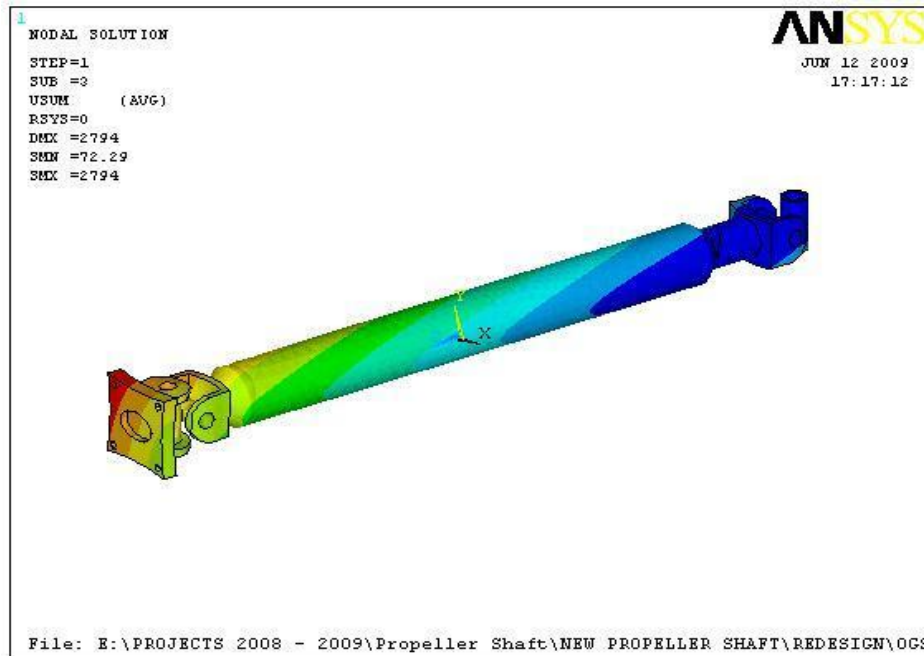 1
NODAL SOLUTION
STEP=1
SUB =3
USUM (AVG)
RSYS=0
DMX =2794
SMN =72.29
SMX =2794
ANSYS
JUN 12 2009
17:17:12
Y
X
File: E:\PROJECTS 2008 - 2009\Propeller Shaft\NEW PROPELLER SHAFT\REDESIGN\OGS